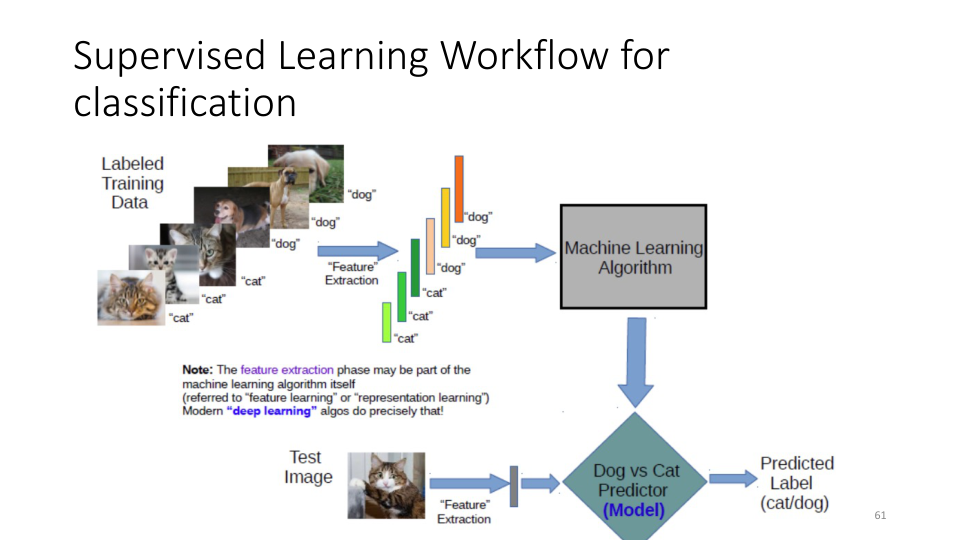 Supervised Learning Workflow for
classification
Labeled
Training
Data
"dog"
"dog"
"dog"
"cat"
"cat"
"cat"
"Feature"
Extraction
"dog"
"dog"
"dog"
"cat"
"cat"
"cat"
Machine Learning
Algorithm
Note: The feature extraction phase may be part of the
machine learning algorithm itself
(referred to "feature learning" or "representation learning")
Modern "deep learning" algos do precisely that!
Test
Image
"Feature"
Extraction
Dog vs Cat
Predictor
(Model)
Predicted
Label
(cat/dog)
61